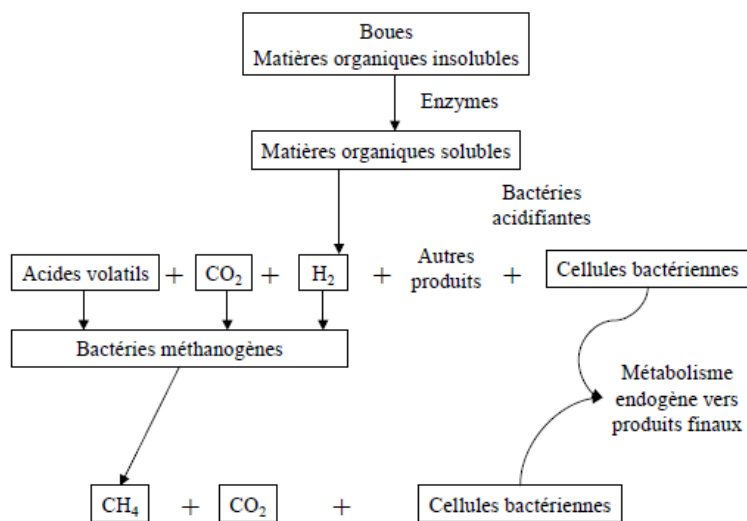 Boues
Matières organiques insolubles
Enzymes
Matières organiques solubles
Bactéries
acidifiantes
Acides volatils + CO₂ + H₂ + Autres produits + Cellules bactériennes
Bactéries méthanogènes
Métabolisme
endogène vers
produits finaux
CH₄ + CO₂ + Cellules bactériennes